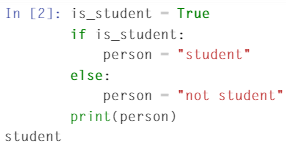 In [2]: is_student = True
        if is_student:
            person = "student"
        else:
            person = "not student"
        print(person)
student